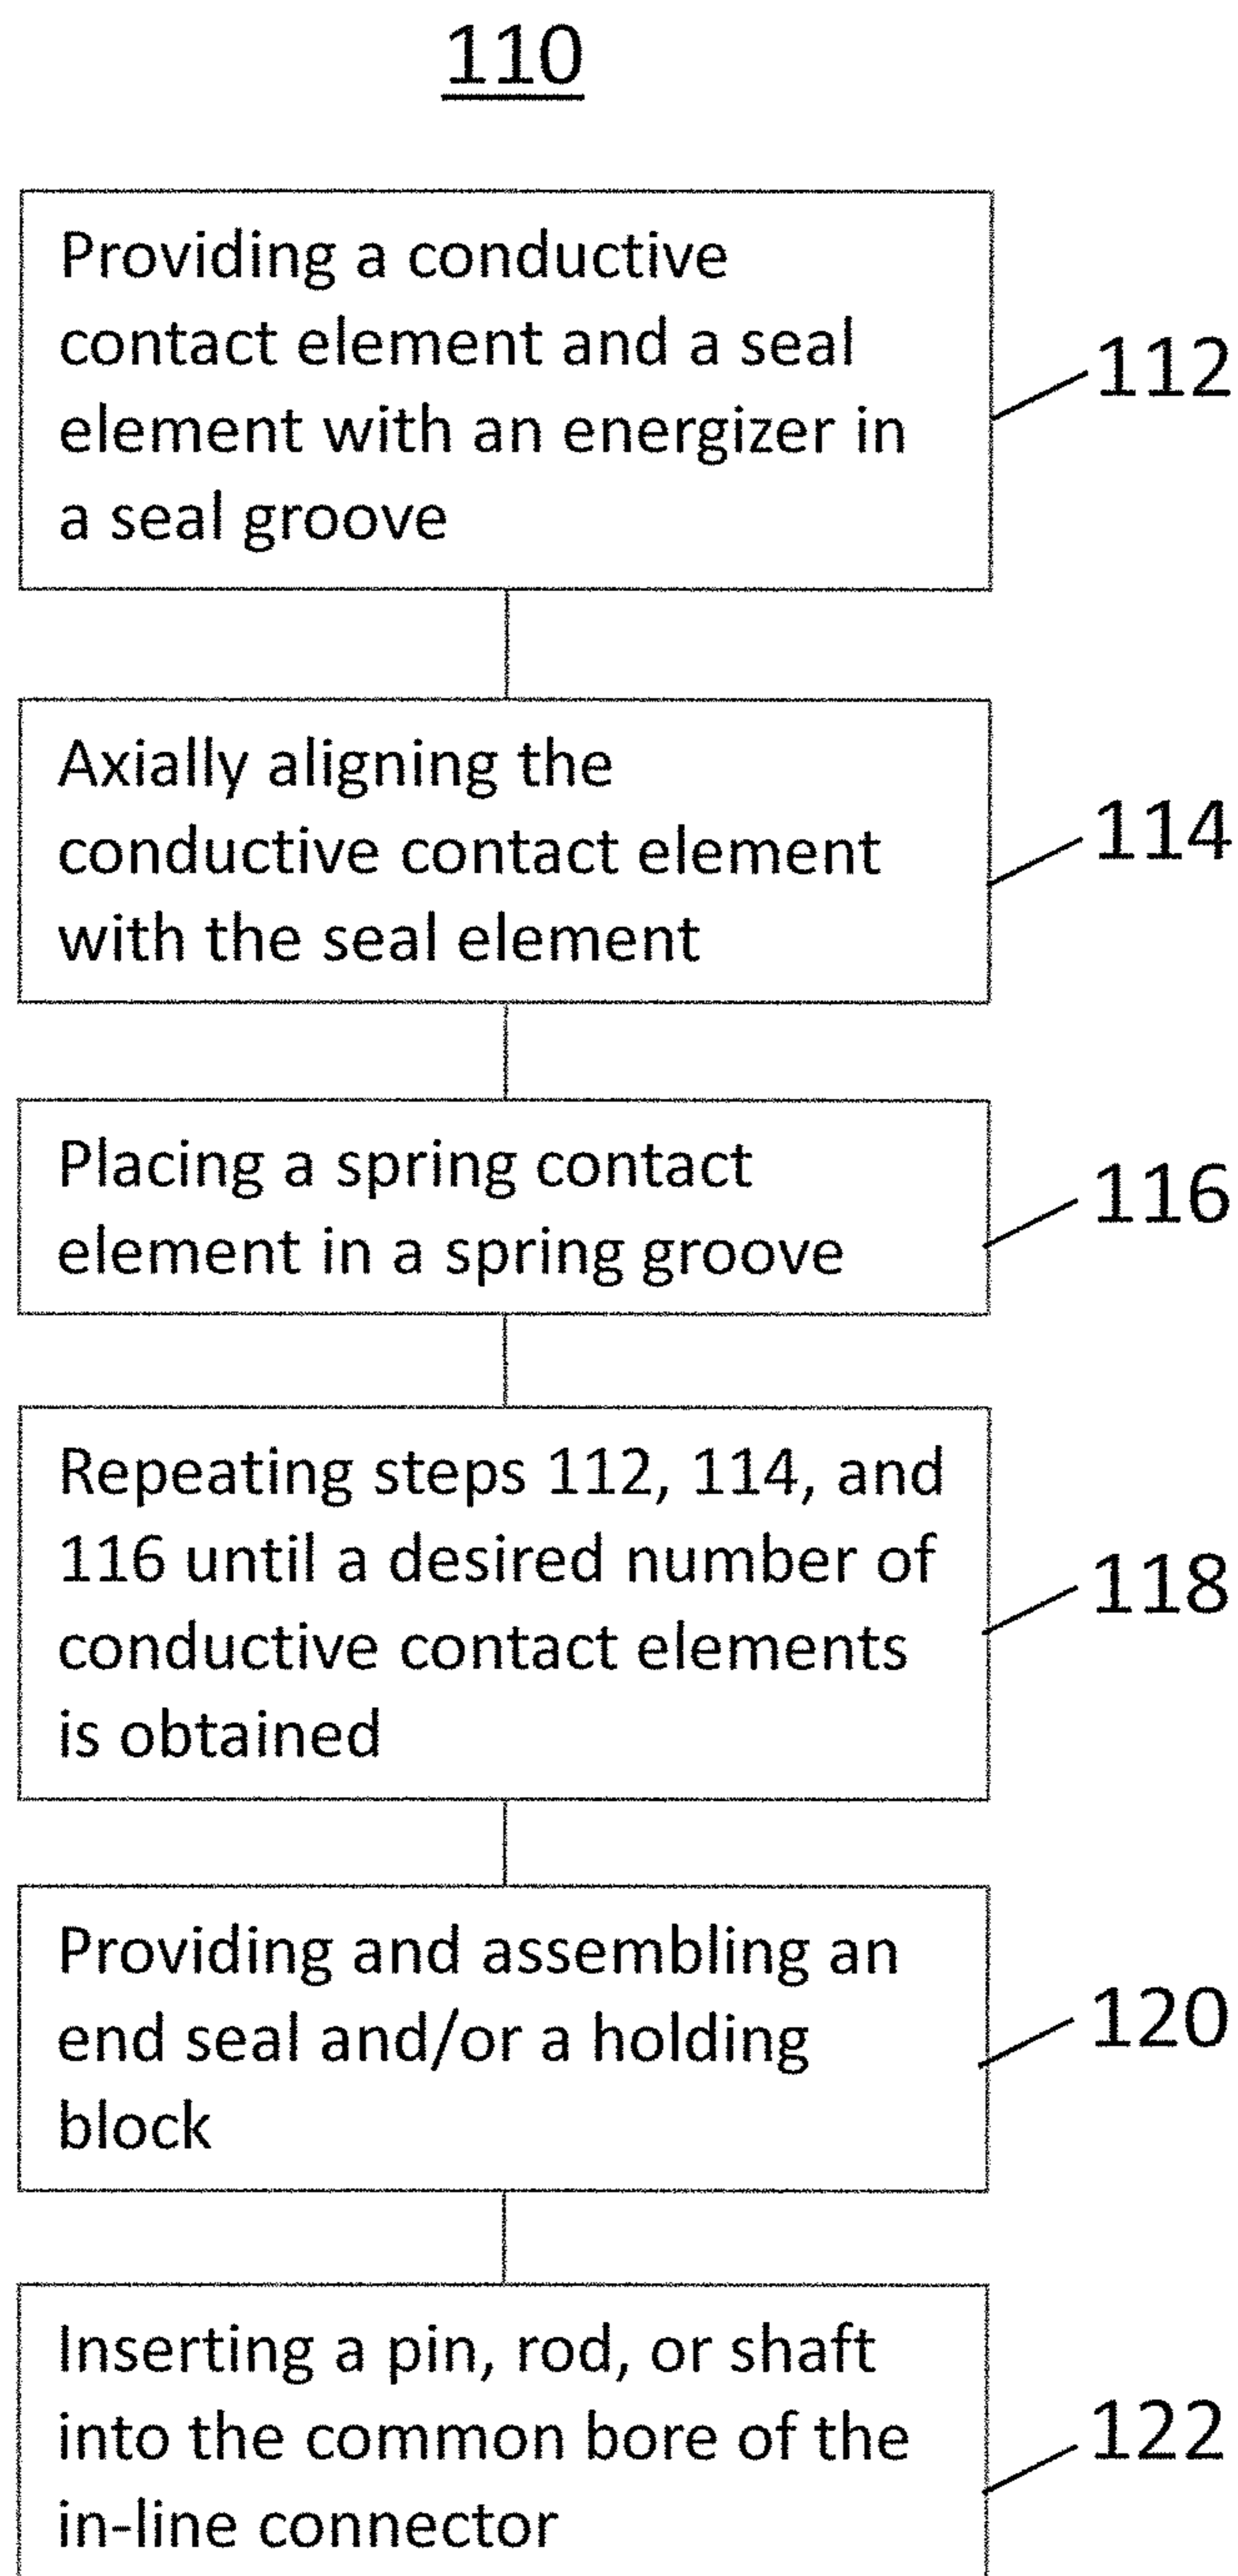 110
Providing a conductive
contact element and a seal
element with an energizer in
a seal groove
112
Axially aligning the
conductive contact element
with the seal element
114
Placing a spring contact
element in a spring groove
116
Repeating steps 112, 114, and
116 until a desired number of
conductive contact elements
is obtained
118
Providing and assembling an
end seal and/or a holding
block
120
Inserting a pin, rod, or shaft
into the common bore of the
in-line connector
122